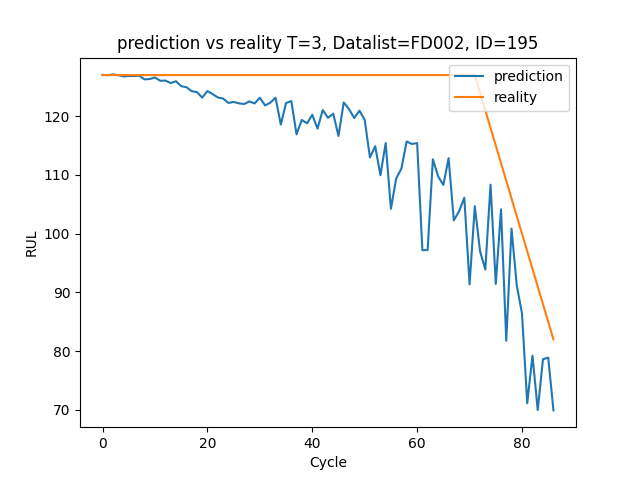 prediction vs reality T=3, Datalist=FD002, ID=195
prediction
reality
RUL
120
110
100
90
80
70
0 20 40 60 80
Cycle